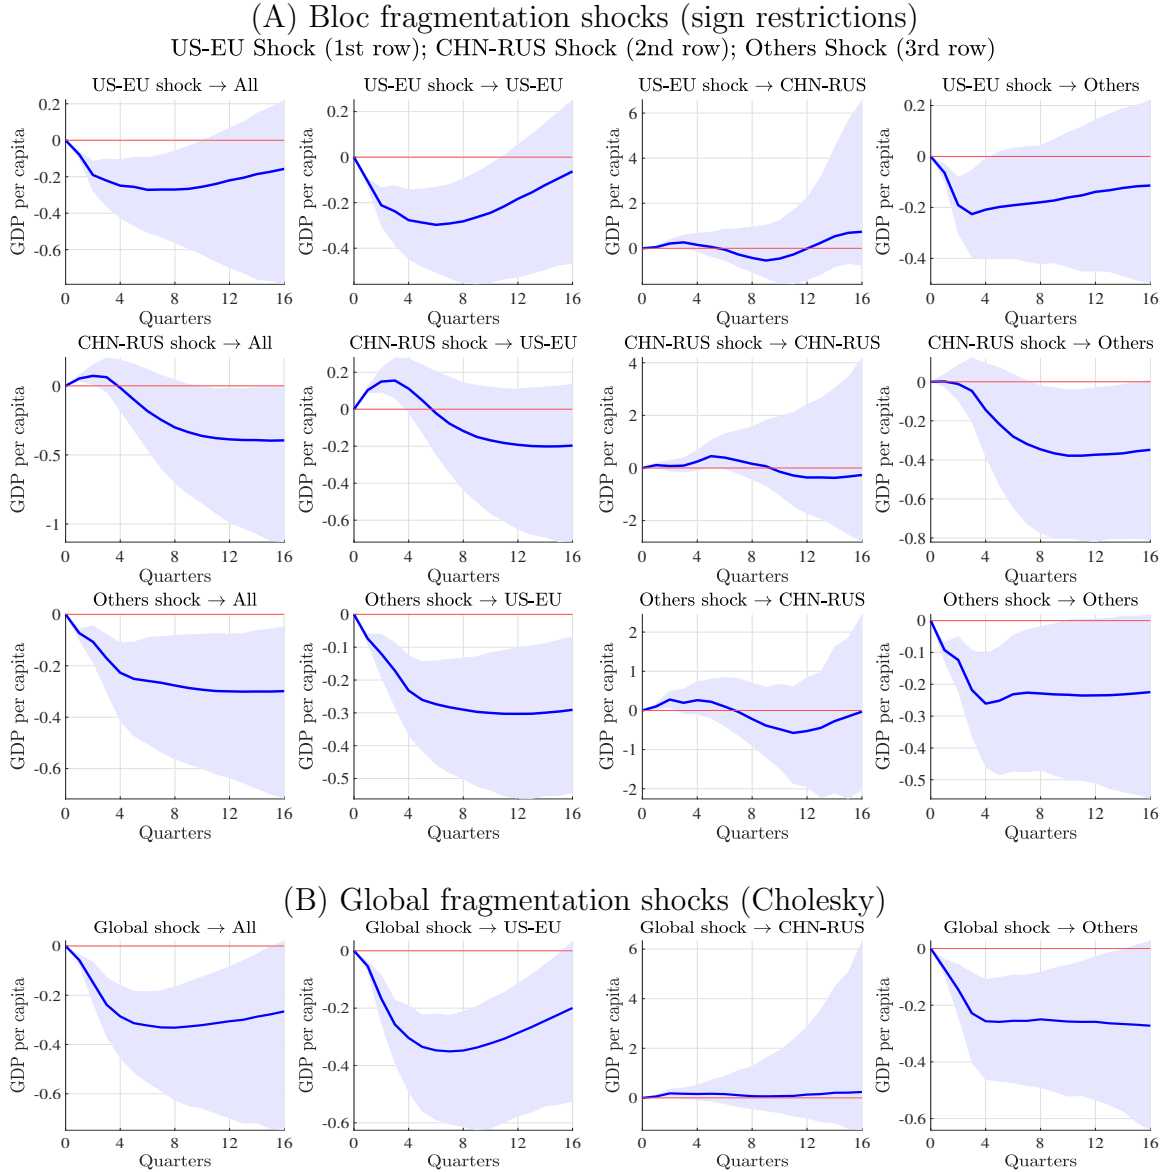 (A) Bloc fragmentation shocks (sign restrictions)
US-EU Shock (1st row); CHN-RUS Shock (2nd row); Others Shock (3rd row)
US-EU shock → All
GDP per capita
0.2
0
-0.2
-0.4
-0.6
0 4 8 12 16
Quarters
US-EU shock → US-EU
GDP per capita
0.2
0
-0.2
-0.4
0 4 8 12 16
Quarters
US-EU shock → CHN-RUS
GDP per capita
6
4
2
0
0 4 8 12 16
Quarters
US-EU shock → Others
GDP per capita
0.2
0
-0.2
-0.4
0 4 8 12 16
Quarters
CHN-RUS shock → All
GDP per capita
0
-0.5
-1
0 4 8 12 16
Quarters
CHN-RUS shock → US-EU
GDP per capita
0.2
0
-0.2
-0.4
-0.6
0 4 8 12 16
Quarters
CHN-RUS shock → CHN-RUS
GDP per capita
4
2
0
-2
0 4 8 12 16
Quarters
CHN-RUS shock → Others
GDP per capita
0
-0.2
-0.4
-0.6
-0.8
0 4 8 12 16
Quarters
Others shock → All
GDP per capita
0
-0.2
-0.4
-0.6
0 4 8 12 16
Quarters
Others shock → US-EU
GDP per capita
0
-0.1
-0.2
-0.3
-0.4
-0.5
0 4 8 12 16
Quarters
Others shock → CHN-RUS
GDP per capita
2
1
0
-1
-2
0 4 8 12 16
Quarters
Others shock → Others
GDP per capita
0
-0.1
-0.2
-0.3
-0.4
-0.5
0 4 8 12 16
Quarters
(B) Global fragmentation shocks (Cholesky)
Global shock → All
GDP per capita
0
-0.2
-0.4
-0.6
0 4 8 12 16
Quarters
Global shock → US-EU
GDP per capita
0
-0.1
-0.2
-0.3
-0.4
-0.5
0 4 8 12 16
Quarters
Global shock → CHN-RUS
GDP per capita
6
4
2
0
0 4 8 12 16
Quarters
Global shock → Others
GDP per capita
0
-0.2
-0.4
-0.6
0 4 8 12 16
Quarters